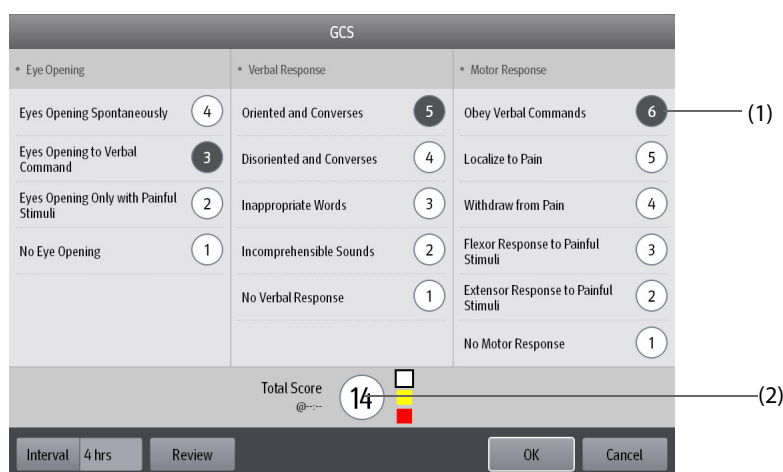 GCS
• Eye Opening
• Verbal Response
• Motor Response
Eyes Opening Spontaneously 4
Oriented and Converses 5
Obey Verbal Commands 6
(1)
Eyes Opening to Verbal
Command
3
Disoriented and Converses 4
Localize to Pain 5
Eyes Opening Only with Painful
Stimuli
2
Inappropriate Words 3
Withdraw from Pain 4
No Eye Opening 1
Incomprehensible Sounds 2
Flexor Response to Painful
Stimuli
3
No Verbal Response 1
Extensor Response to Painful
Stimuli
2
No Motor Response 1
Total Score
@--:--
14
(2)
Interval 4 hrs
Review
OK
Cancel